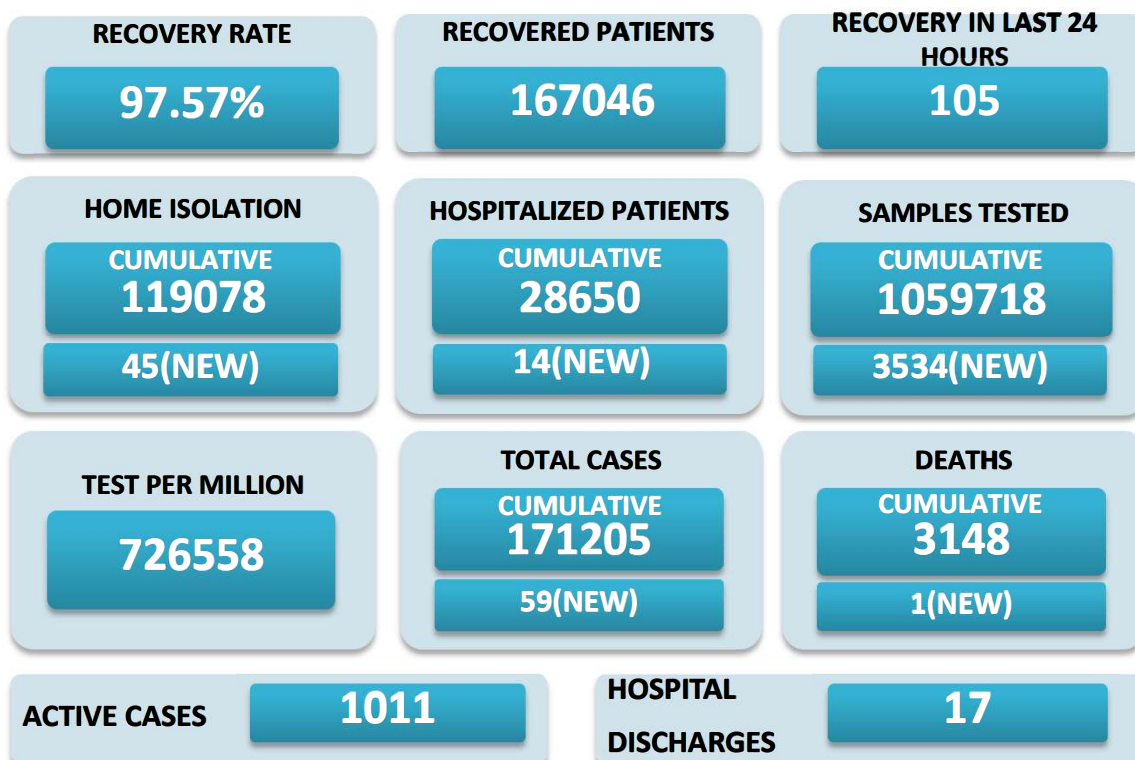 RECOVERY RATE
97.57%
RECOVERED PATIENTS
167046
RECOVERY IN LAST 24
HOURS
105
HOME ISOLATION
CUMULATIVE
119078
45(NEW)
HOSPITALIZED PATIENTS
CUMULATIVE
28650
14(NEW)
SAMPLES TESTED
CUMULATIVE
1059718
3534(NEW)
TEST PER MILLION
726558
TOTAL CASES
CUMULATIVE
171205
59(NEW)
DEATHS
CUMULATIVE
3148
1(NEW)
ACTIVE CASES
1011
HOSPITAL
DISCHARGES
17